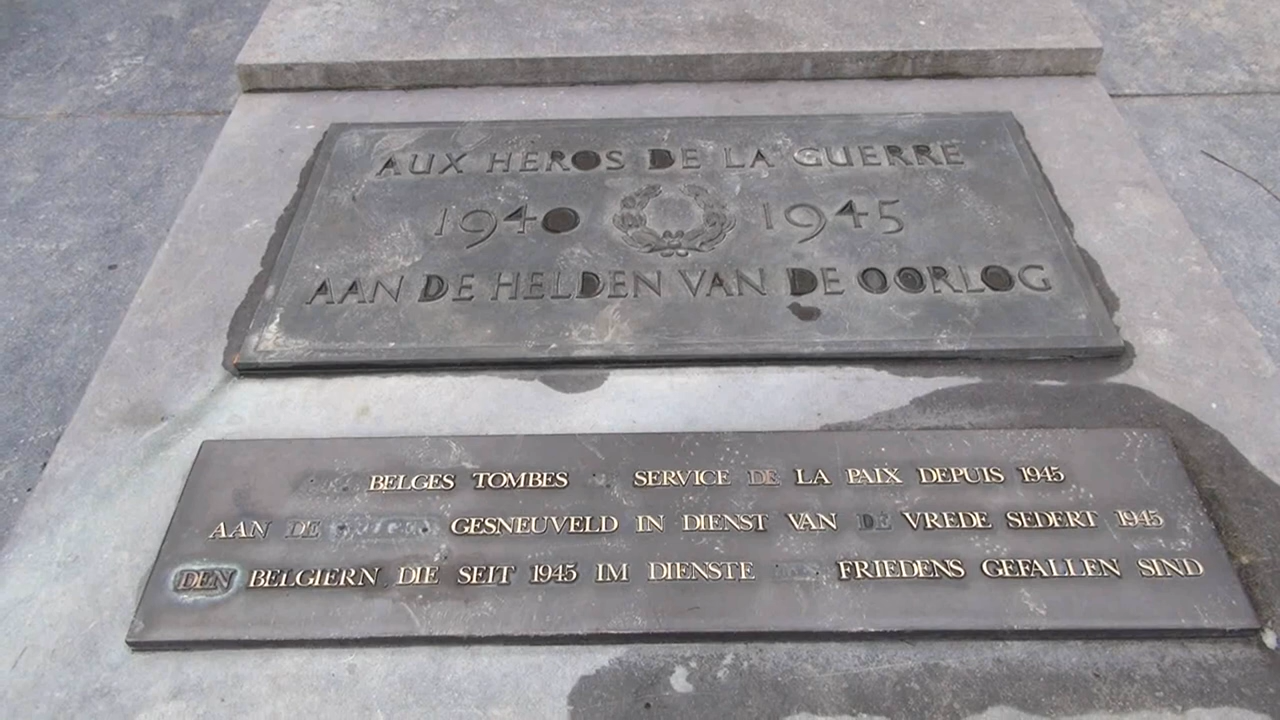 AUX HEROS DE LA GUERRE
1940 1945
AAN DE HELDEN VAN DE OORLOG
BELGES TOMBES SERVICE DE LA PAIX DEPUIS 1945
AAN DE GESNEUVELD IN DIENST VAN DE VREDE SEDERT 1945
DEN BELGIERN DIE SEIT 1945 IM DIENSTE FRIEDENS GEFALLEN SIND